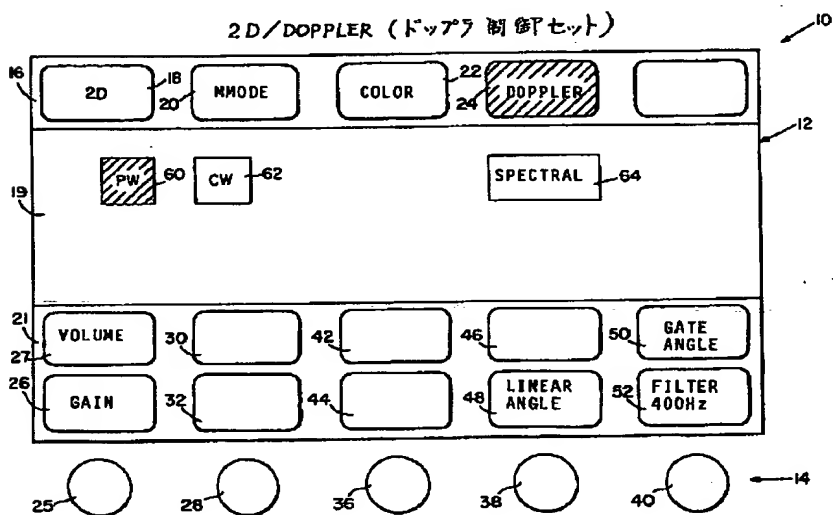 2D/DOPPLER (ドップラ制御セット)
10
16
2D
18
20
MMODE
COLOR
22
24
DOPPLER
12
19
PW
60
CW
62
SPECTRAL
64
21
VOLUME
27
30
42
46
50
GATE
ANGLE
26
GAIN
32
44
48
LINEAR
ANGLE
52
FILTER
400Hz
25
28
36
38
40
14